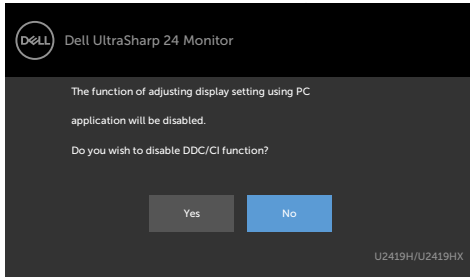 DELL Dell UltraSharp 24 Monitor
The function of adjusting display setting using PC
application will be disabled.
Do you wish to disable DDC/CI function?
Yes No
U2419H/U2419HX